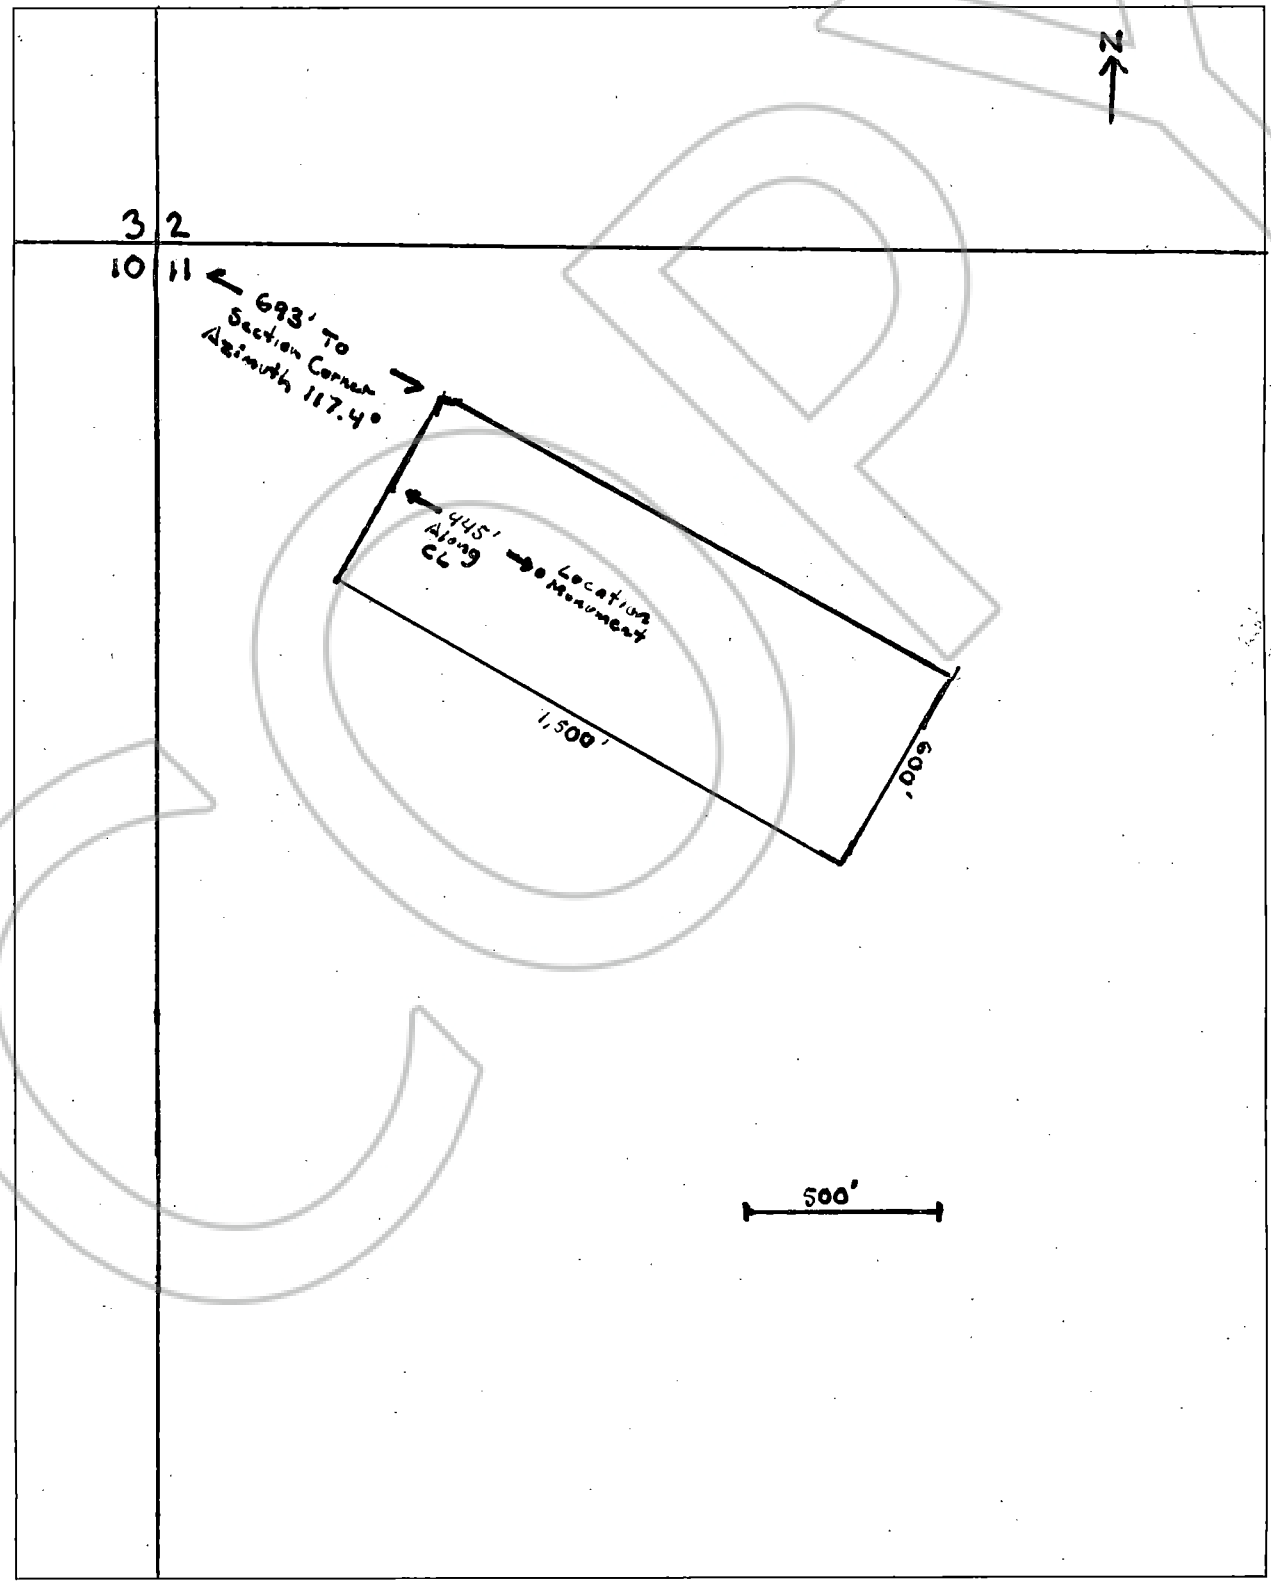 N
3 2
10 11
693' To
Section Corner
Azimuth 117.4°
445'
Along
CL
Location
Monument
1,500'
600'
500'
COPY